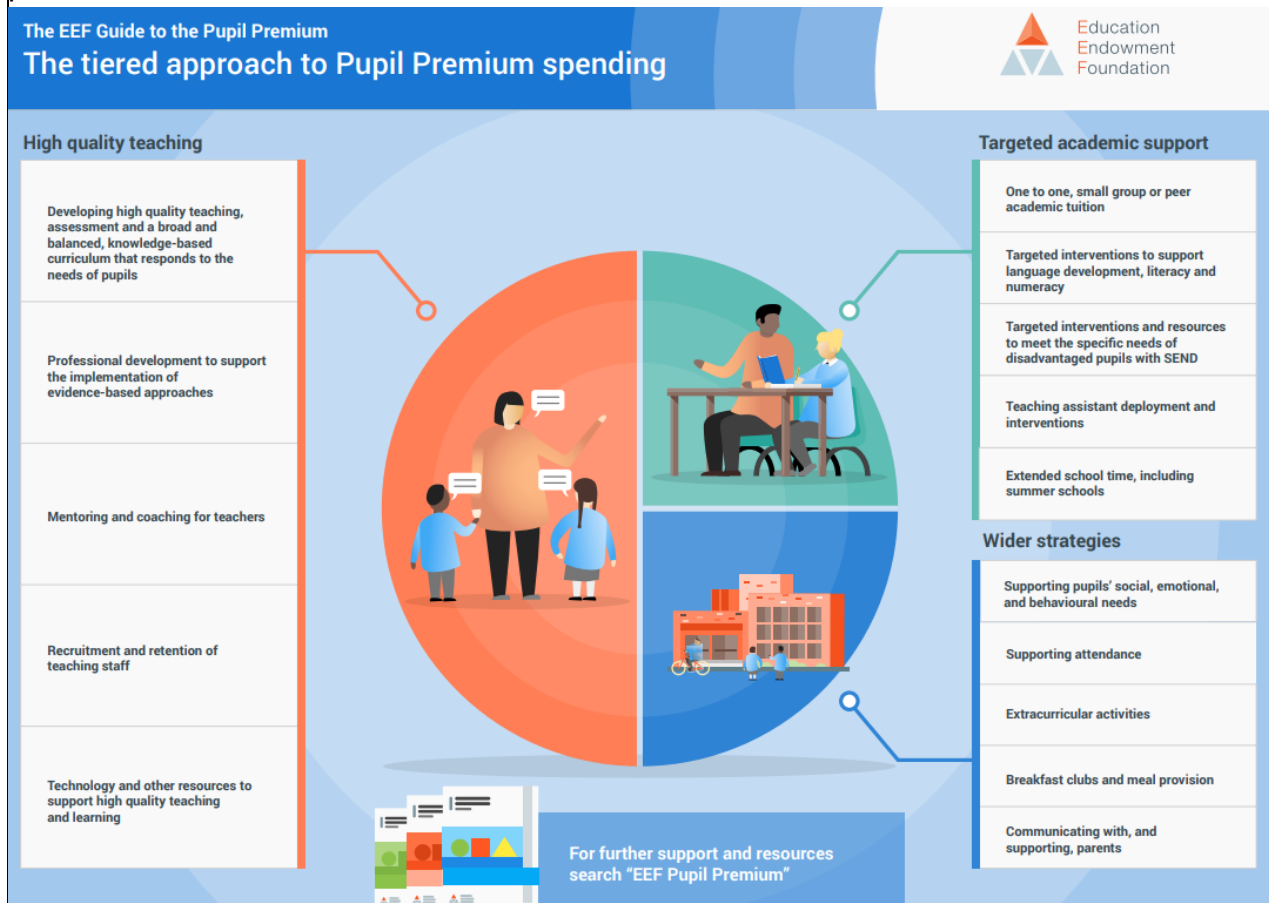 The EEF Guide to the Pupil Premium
The tiered approach to Pupil Premium spending
Education
Endowment
Foundation
High quality teaching
Developing high quality teaching,
assessment and a broad and
balanced, knowledge-based
curriculum that responds to the
needs of pupils
Professional development to support
the implementation of
evidence-based approaches
Mentoring and coaching for teachers
Recruitment and retention of
teaching staff
Technology and other resources to
support high quality teaching
and learning
Targeted academic support
One to one, small group or peer
academic tuition
Targeted interventions to support
language development, literacy and
numeracy
Targeted interventions and resources
to meet the specific needs of
disadvantaged pupils with SEND
Teaching assistant deployment and
interventions
Extended school time, including
summer schools
Wider strategies
Supporting pupils’ social, emotional,
and behavioural needs
Supporting attendance
Extracurricular activities
Breakfast clubs and meal provision
Communicating with, and
supporting, parents
For further support and resources
search “EEF Pupil Premium”